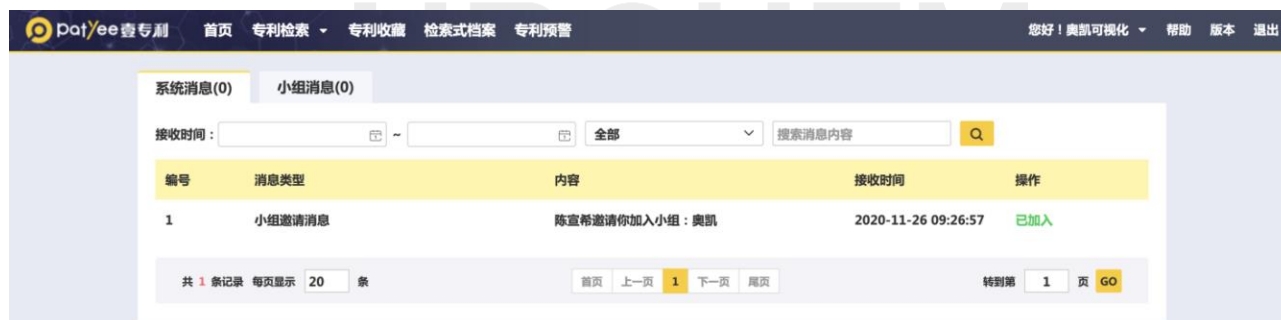 patyee壹专利 首页 专利检索 专利收藏 检索式档案 专利预警 您好！奥凯可视化 帮助 版本 退出
系统消息(0) 小组消息(0)
接收时间： ~ 全部 搜索消息内容
编号 消息类型 内容 接收时间 操作
1 小组邀请消息 陈宣希邀请你加入小组：奥凯 2020-11-26 09:26:57 已加入
共 1 条记录 每页显示 20 条 首页 上一页 1 下一页 尾页 转到第 1 页 GO